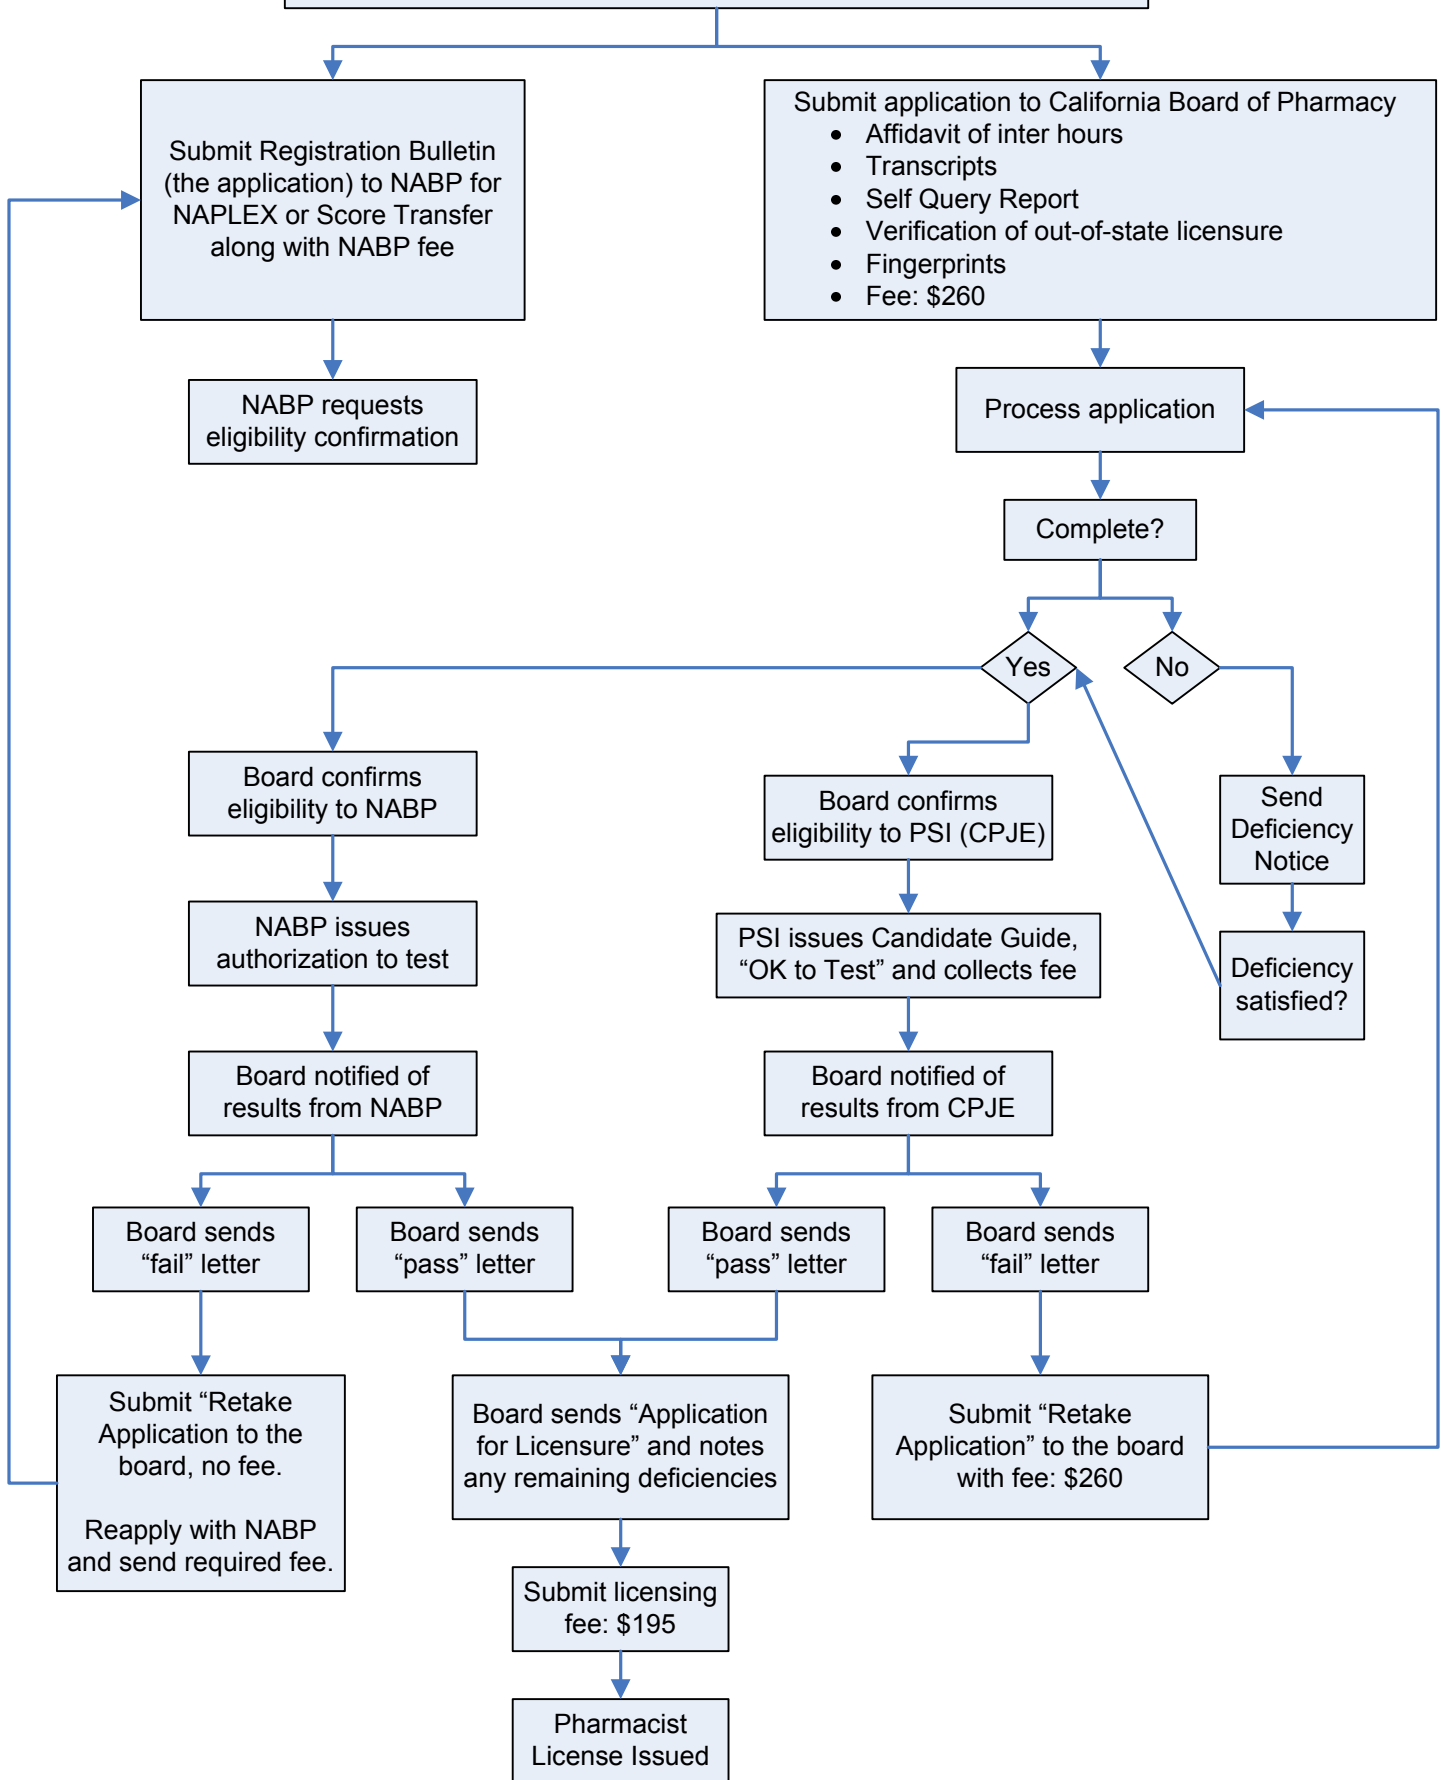 Submit Registration Bulletin
(the application) to NABP for
NAPLEX or Score Transfer
along with NABP fee
Submit application to California Board of Pharmacy
• Affidavit of inter hours
• Transcripts
• Self Query Report
• Verification of out-of-state licensure
• Fingerprints
• Fee: $260
NABP requests
eligibility confirmation
Process application
Complete?
Yes
No
Board confirms
eligibility to NABP
Board confirms
eligibility to PSI (CPJE)
Send
Deficiency
Notice
NABP issues
authorization to test
PSI issues Candidate Guide,
“OK to Test” and collects fee
Deficiency
satisfied?
Board notified of
results from NABP
Board notified of
results from CPJE
Board sends
“fail” letter
Board sends
“pass” letter
Board sends
“pass” letter
Board sends
“fail” letter
Submit “Retake
Application to the
board, no fee.
Reapply with NABP
and send required fee.
Board sends “Application
for Licensure” and notes
any remaining deficiencies
Submit “Retake
Application” to the board
with fee: $260
Submit licensing
fee: $195
Pharmacist
License Issued